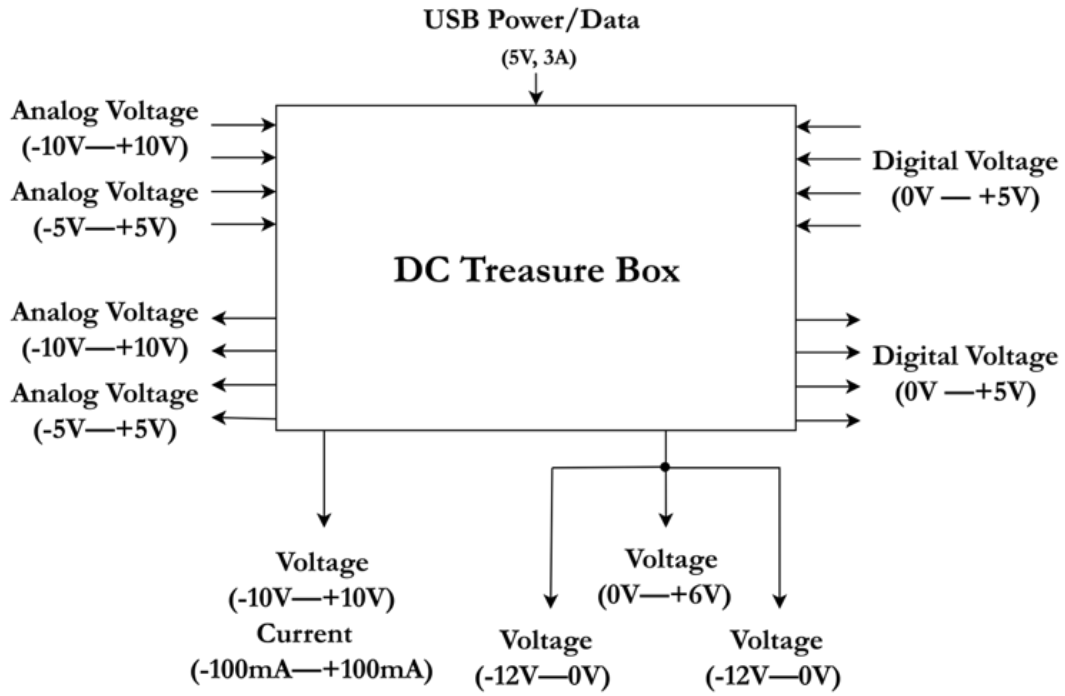 USB Power/Data
(5V, 3A)
Analog Voltage
(-10V—+10V)
Analog Voltage
(-5V—+5V)
Digital Voltage
(0V — +5V)
DC Treasure Box
Analog Voltage
(-10V—+10V)
Analog Voltage
(-5V—+5V)
Digital Voltage
(0V —+5V)
Voltage
(-10V—+10V)
Current
(-100mA—+100mA)
Voltage
(0V—+6V)
Voltage
(-12V—0V)
Voltage
(-12V—0V)